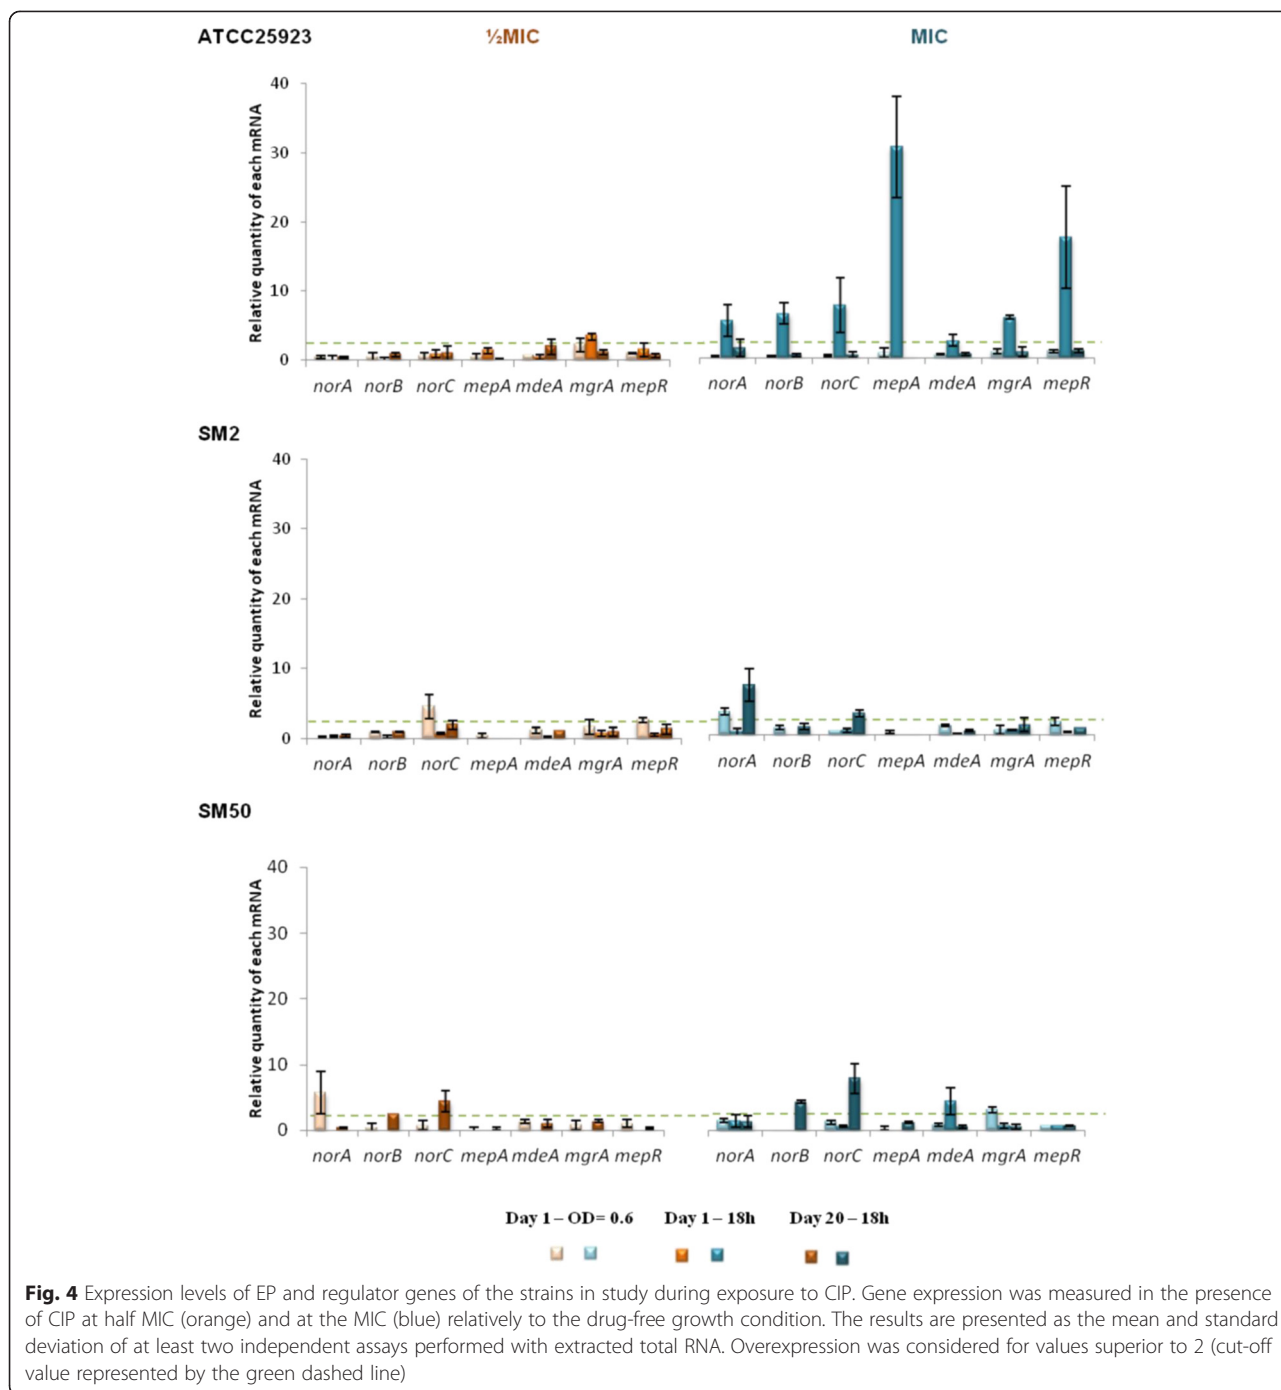 ATCC25923 ½MIC MIC
Relative quantity of each mRNA
40
30
20
10
0
norA norB norC mepA mdeA mgrA mepR
norA norB norC mepA mdeA mgrA mepR
SM2
Relative quantity of each mRNA
40
30
20
10
0
norA norB norC mepA mdeA mgrA mepR
norA norB norC mepA mdeA mgrA mepR
SM50
Relative quantity of each mRNA
40
30
20
10
0
norA norB norC mepA mdeA mgrA mepR
norA norB norC mepA mdeA mgrA mepR
Day 1 – OD= 0.6 Day 1 – 18h Day 20 – 18h
Fig. 4 Expression levels of EP and regulator genes of the strains in study during exposure to CIP. Gene expression was measured in the presence
of CIP at half MIC (orange) and at the MIC (blue) relatively to the drug-free growth condition. The results are presented as the mean and standard
deviation of at least two independent assays performed with extracted total RNA. Overexpression was considered for values superior to 2 (cut-off
value represented by the green dashed line)